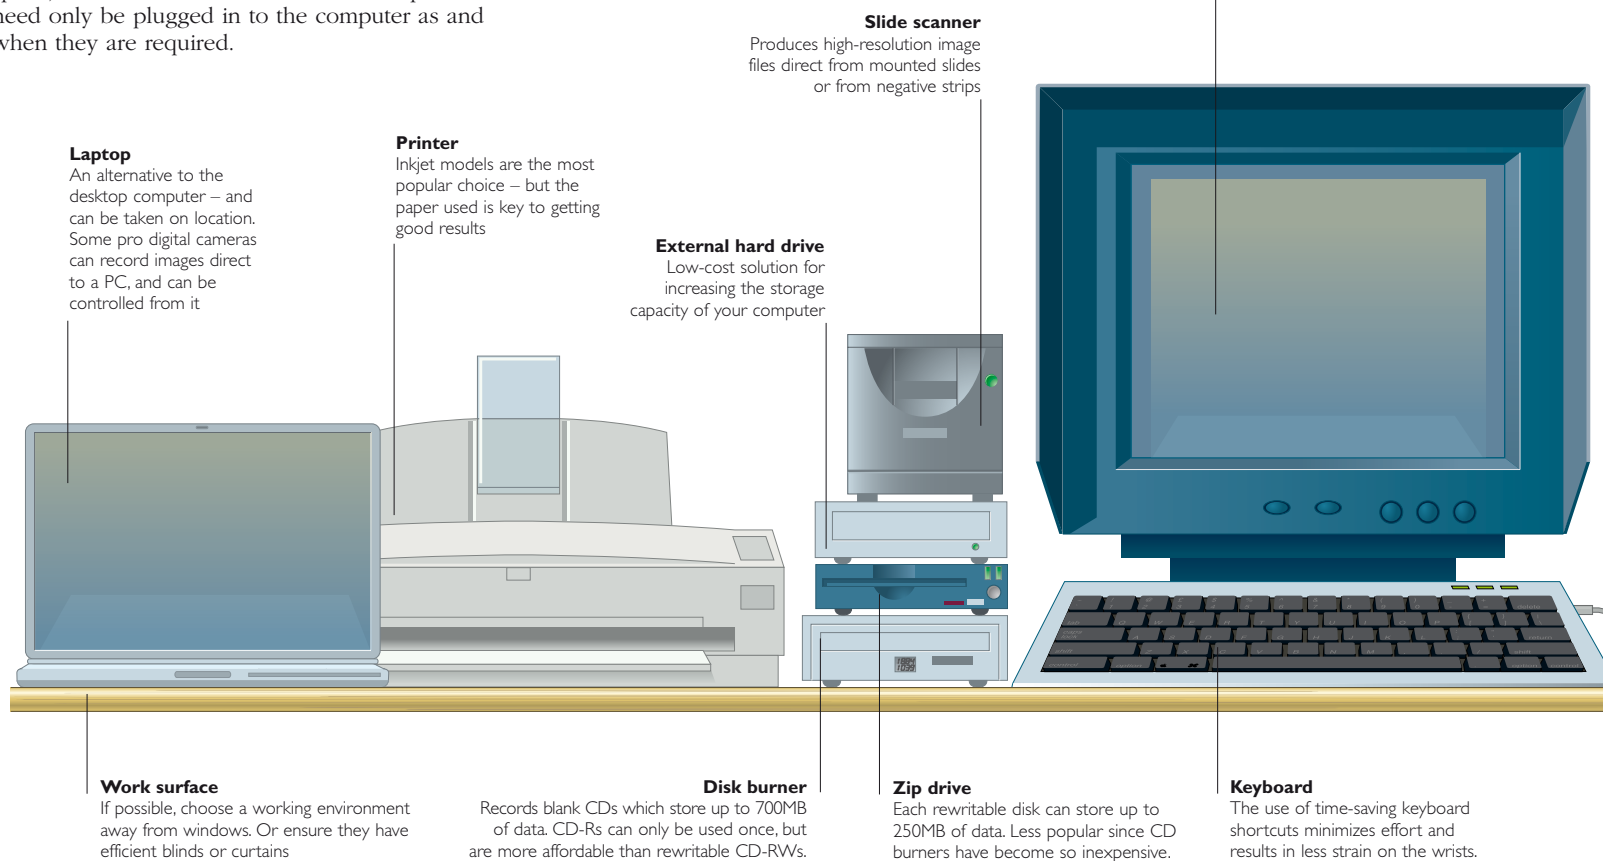 need only be plugged in to the computer as and
when they are required.
Slide scanner
Produces high-resolution image
files direct from mounted slides
or from negative strips
Laptop
An alternative to the
desktop computer – and
can be taken on location.
Some pro digital cameras
can record images direct
to a PC, and can be
controlled from it
Printer
Inkjet models are the most
popular choice – but the
paper used is key to getting
good results
External hard drive
Low-cost solution for
increasing the storage
capacity of your computer
Work surface
If possible, choose a working environment
away from windows. Or ensure they have
efficient blinds or curtains
Disk burner
Records blank CDs which store up to 700MB
of data. CD-Rs can only be used once, but
are more affordable than rewritable CD-RWs.
Zip drive
Each rewritable disk can store up to
250MB of data. Less popular since CD
burners have become so inexpensive.
Keyboard
The use of time-saving keyboard
shortcuts minimizes effort and
results in less strain on the wrists.